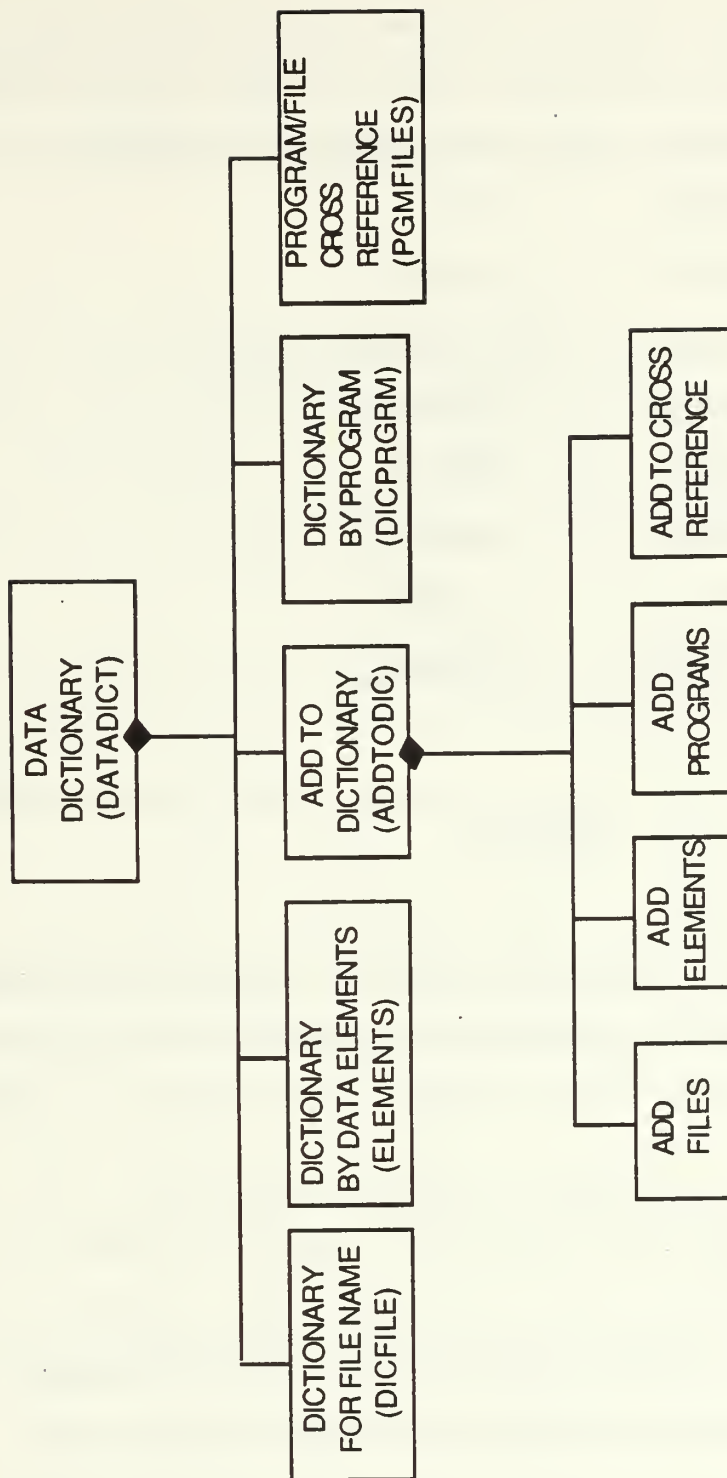 DATA
DICTIONARY
(DATADICT)
DICTIONARY
FOR FILE NAME
(DICFILE)
DICTIONARY
BY DATA ELEMENTS
(ELEMENTS)
ADD TO
DICTIONARY
(ADDTODIC)
DICTIONARY
BY PROGRAM
(DICPRGRM)
PROGRAM/FILE
CROSS
REFERENCE
(PGMFILES)
ADD
FILES
ADD
ELEMENTS
ADD
PROGRAMS
ADD TO CROSS
REFERENCE